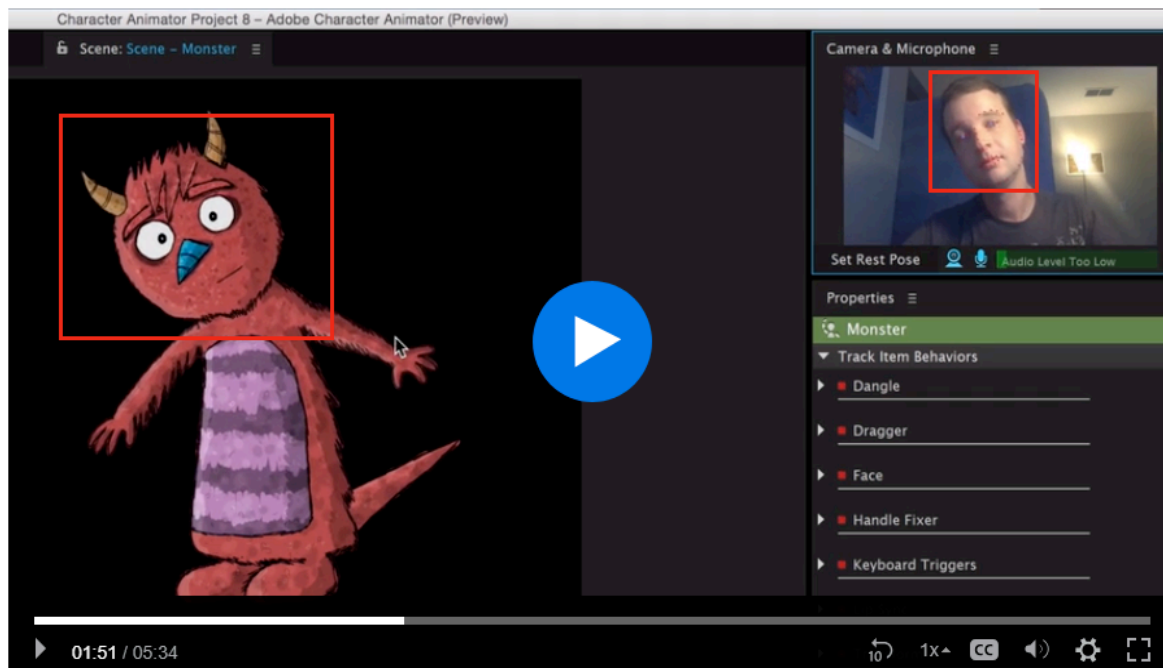 Character Animator Project 8 – Adobe Character Animator (Preview)
Scene: Scene – Monster
Camera & Microphone
Set Rest Pose
Audio Level Too Low
Properties
Monster
Track Item Behaviors
Dangle
Dragger
Face
Handle Fixer
Keyboard Triggers
01:51 / 05:34
10
1x
CC